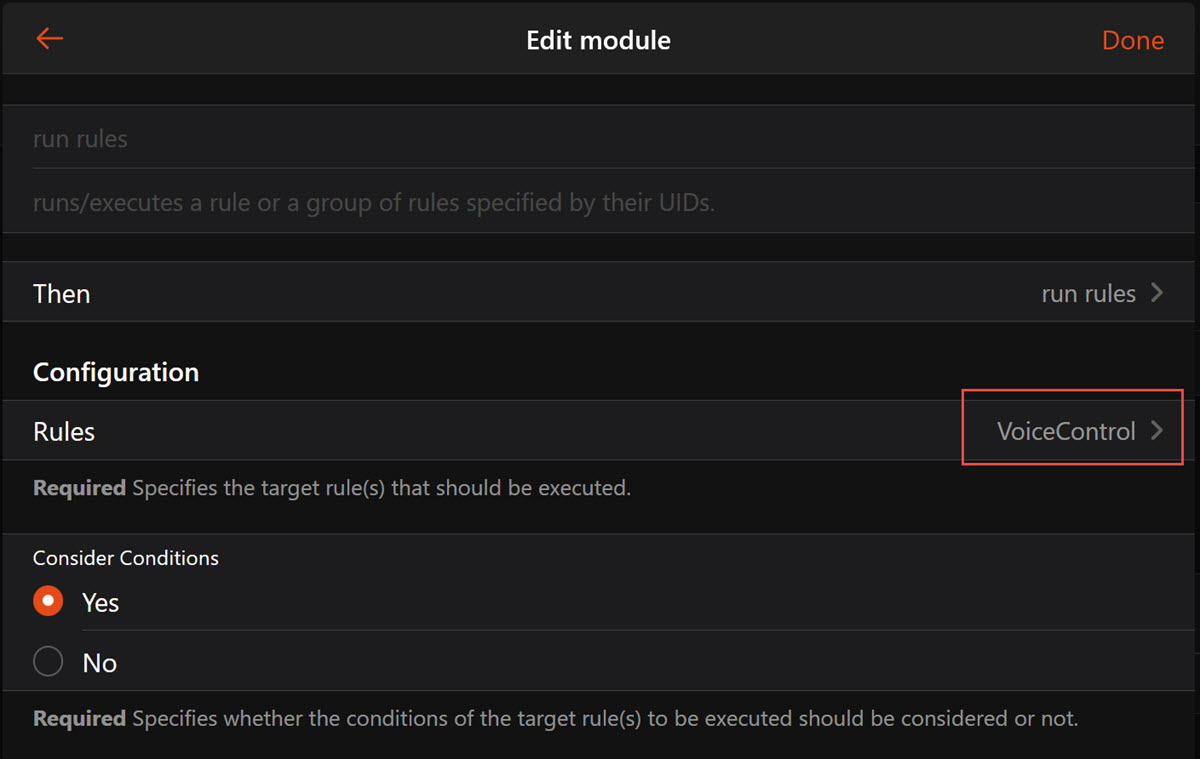 Edit module
Done
run rules
runs/executes a rule or a group of rules specified by their UIDs.
Then
run rules
Configuration
Rules
VoiceControl
Required Specifies the target rule(s) that should be executed.
Consider Conditions
Yes
No
Required Specifies whether the conditions of the target rule(s) to be executed should be considered or not.